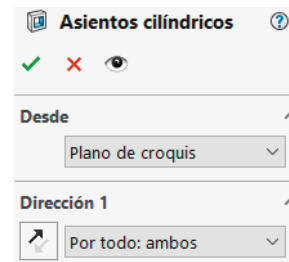 Asientos cilíndricos
Desde
Plano de croquis
Dirección 1
Por todo: ambos